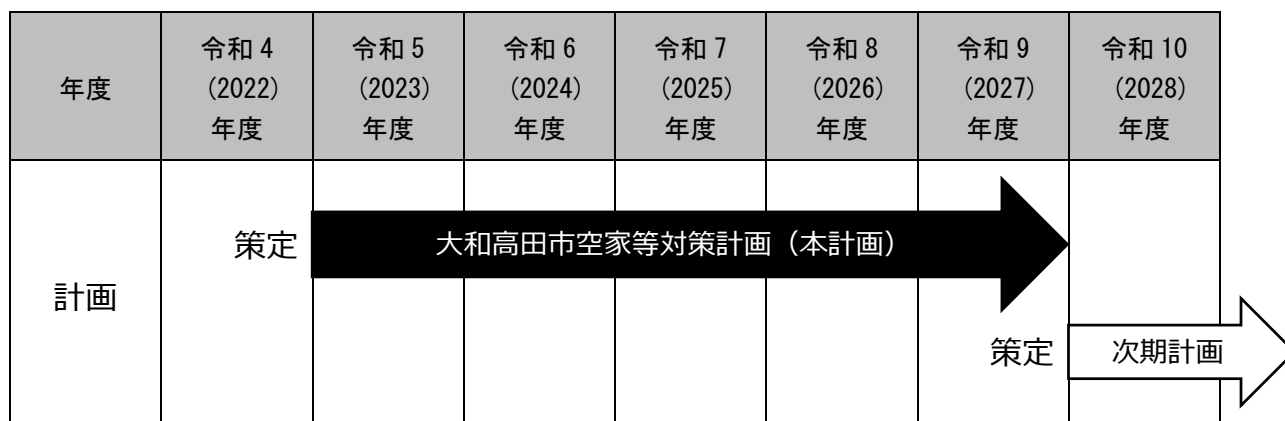 年度
令和 4
（2022）
年度
令和 5
（2023）
年度
令和 6
（2024）
年度
令和 7
（2025）
年度
令和 8
（2026）
年度
令和 9
（2027）
年度
令和 10
（2028）
年度
計画
策定
大和高田市空家等対策計画（本計画）
策定
次期計画